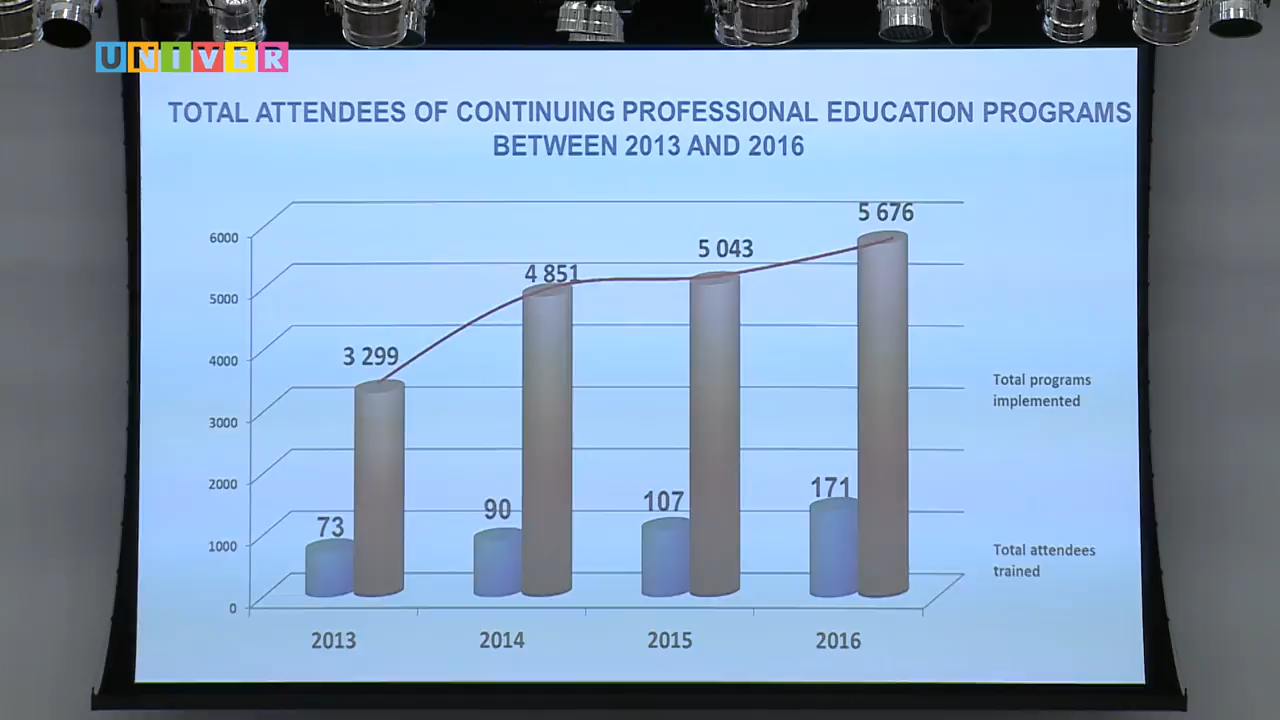 UNIVER
TOTAL ATTENDEES OF CONTINUING PROFESSIONAL EDUCATION PROGRAMS
BETWEEN 2013 AND 2016
6000
5000
4000
3000
2000
1000
0
3 299
4 851
5 043
5 676
73
90
107
171
2013
2014
2015
2016
Total programs
implemented
Total attendees
trained